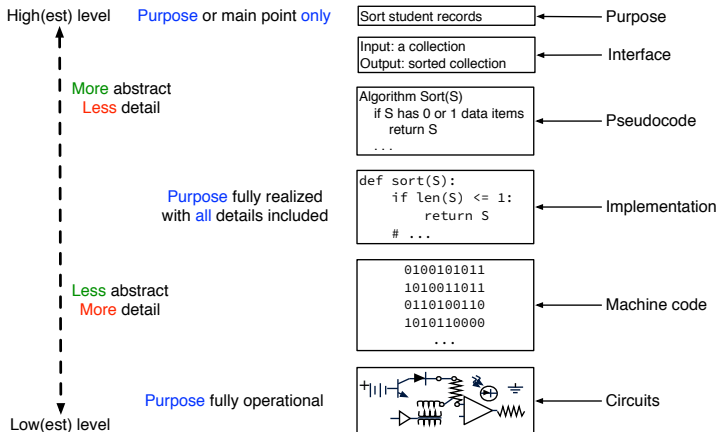 High(est) level
Purpose or main point only
Sort student records
Purpose
Input: a collection
Output: sorted collection
Interface
More abstract
Less detail
Algorithm Sort(S)
if S has 0 or 1 data items
return S
. . .
Pseudocode
Purpose fully realized
with all details included
def sort(S):
if len(S) <= 1:
return S
# ...
Implementation
Less abstract
More detail
0100101011
1010011011
0110100110
1010110000
...
Machine code
Purpose fully operational
Circuits
Low(est) level